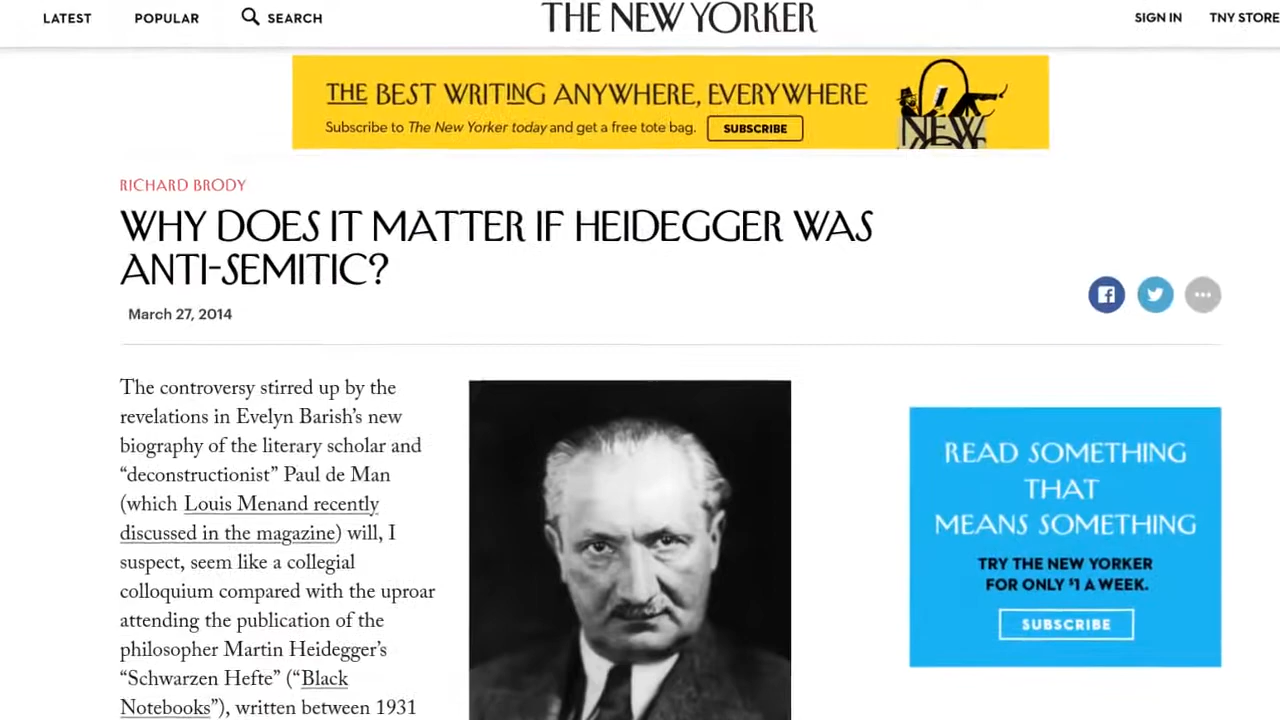 LATEST
POPULAR
SEARCH
THE NEW YORKER
SIGN IN
TNY STORE
THE BEST WRITING ANYWHERE, EVERYWHERE
Subscribe to The New Yorker today and get a free tote bag.
SUBSCRIBE
NEW
RICHARD BRODY
WHY DOES IT MATTER IF HEIDEGGER WAS
ANTI-SEMITIC?
March 27, 2014
The controversy stirred up by the
revelations in Evelyn Barish’s new
biography of the literary scholar and
“deconstructionist” Paul de Man
(which Louis Menand recently
discussed in the magazine) will, I
suspect, seem like a collegial
colloquium compared with the uproar
attending the publication of the
philosopher Martin Heidegger’s
“Schwarzen Hefte” (“Black
Notebooks”), written between 1931
READ SOMETHING
THAT
MEANS SOMETHING
TRY THE NEW YORKER
FOR ONLY $1 A WEEK.
SUBSCRIBE